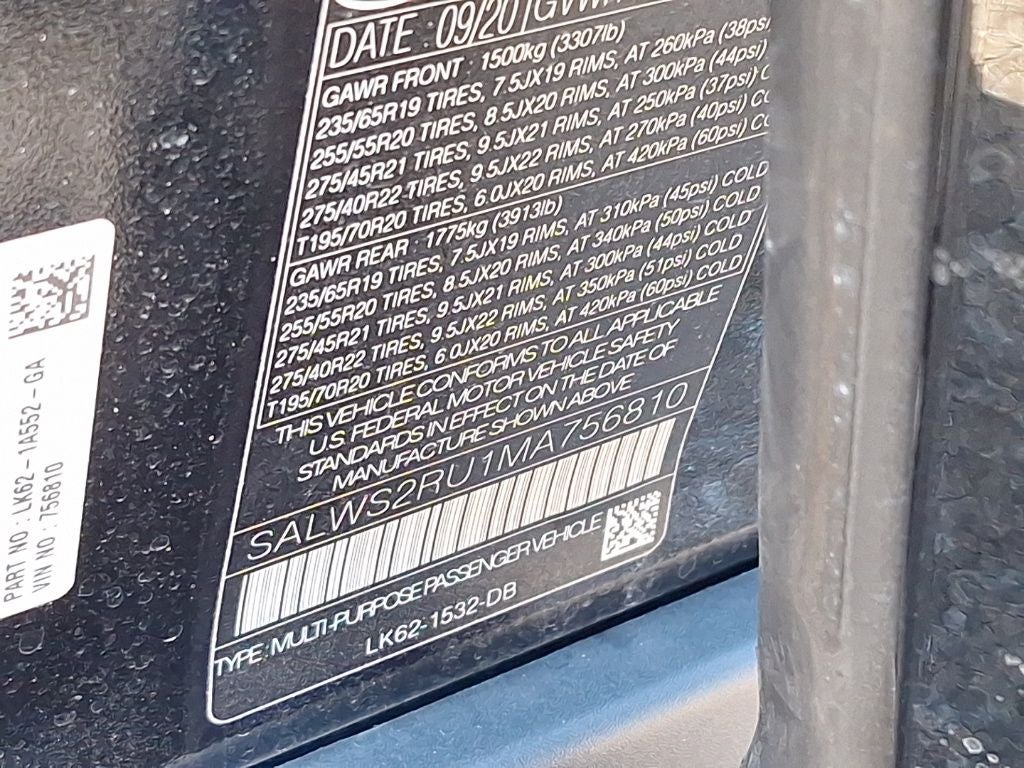 DATE : 09/20
GAWR FRONT : 1500kg (3307lb)
235/65R19 TIRES, 7.5JX19 RIMS, AT 260kPa (38psi
255/55R20 TIRES, 8.5JX20 RIMS, AT 300kPa (44psi)
275/45R21 TIRES, 9.5JX21 RIMS, AT 250kPa (37psi)
275/40R22 TIRES, 9.5JX22 RIMS, AT 270kPa (40psi)
T195/70R20 TIRES, 6.0JX20 RIMS, AT 420kPa (60psi)
GAWR REAR : 1775kg (3913lb)
235/65R19 TIRES, 7.5JX19 RIMS, AT 310kPa (45psi) COLD
255/55R20 TIRES, 8.5JX20 RIMS, AT 340kPa (50psi) COLD
275/45R21 TIRES, 9.5JX21 RIMS, AT 300kPa (44psi) COLD
275/40R22 TIRES, 9.5JX22 RIMS, AT 350kPa (51psi) COLD
T195/70R20 TIRES, 6.0JX20 RIMS, AT 420kPa (60psi) COLD
THIS VEHICLE CONFORMS TO ALL APPLICABLE
U.S. FEDERAL MOTOR VEHICLE SAFETY
STANDARDS IN EFFECT ON THE DATE OF
MANUFACTURE SHOWN ABOVE
SALWS2RU1MA756810
TYPE : MULTI-PURPOSE PASSENGER VEHICLE
LK62-1532-DB
PART NO : LK62-1A552-GA
VIN NO : 756810